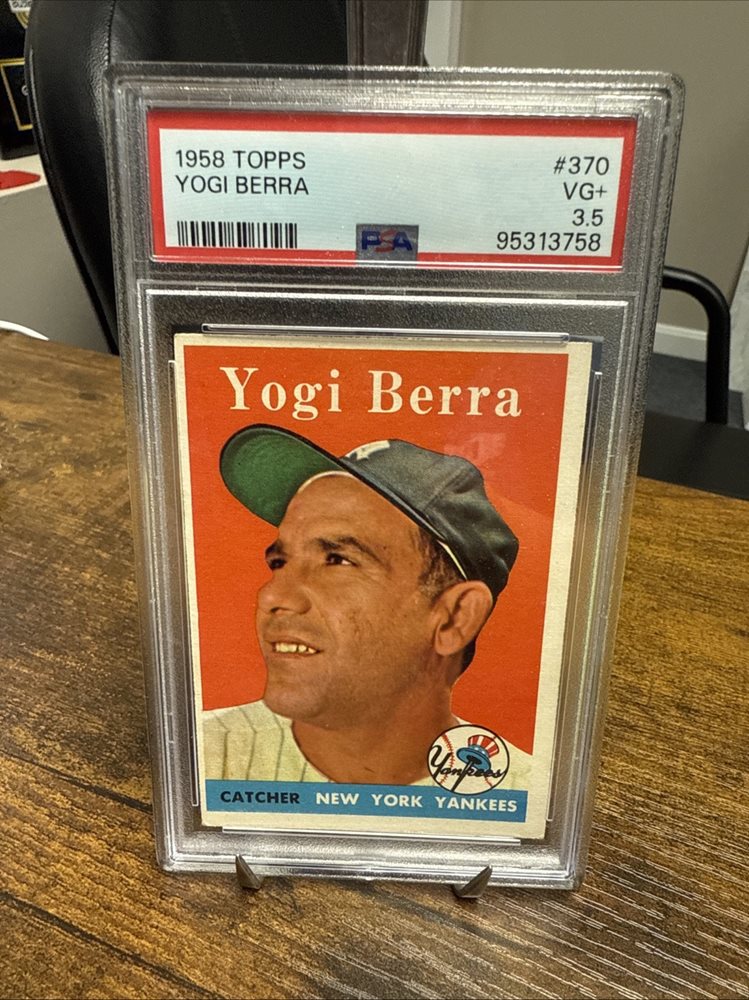 1958 TOPPS
YOGI BERRA
#370
VG+
3.5
95313758
PSA
Yogi Berra
Yankees
CATCHER NEW YORK YANKEES